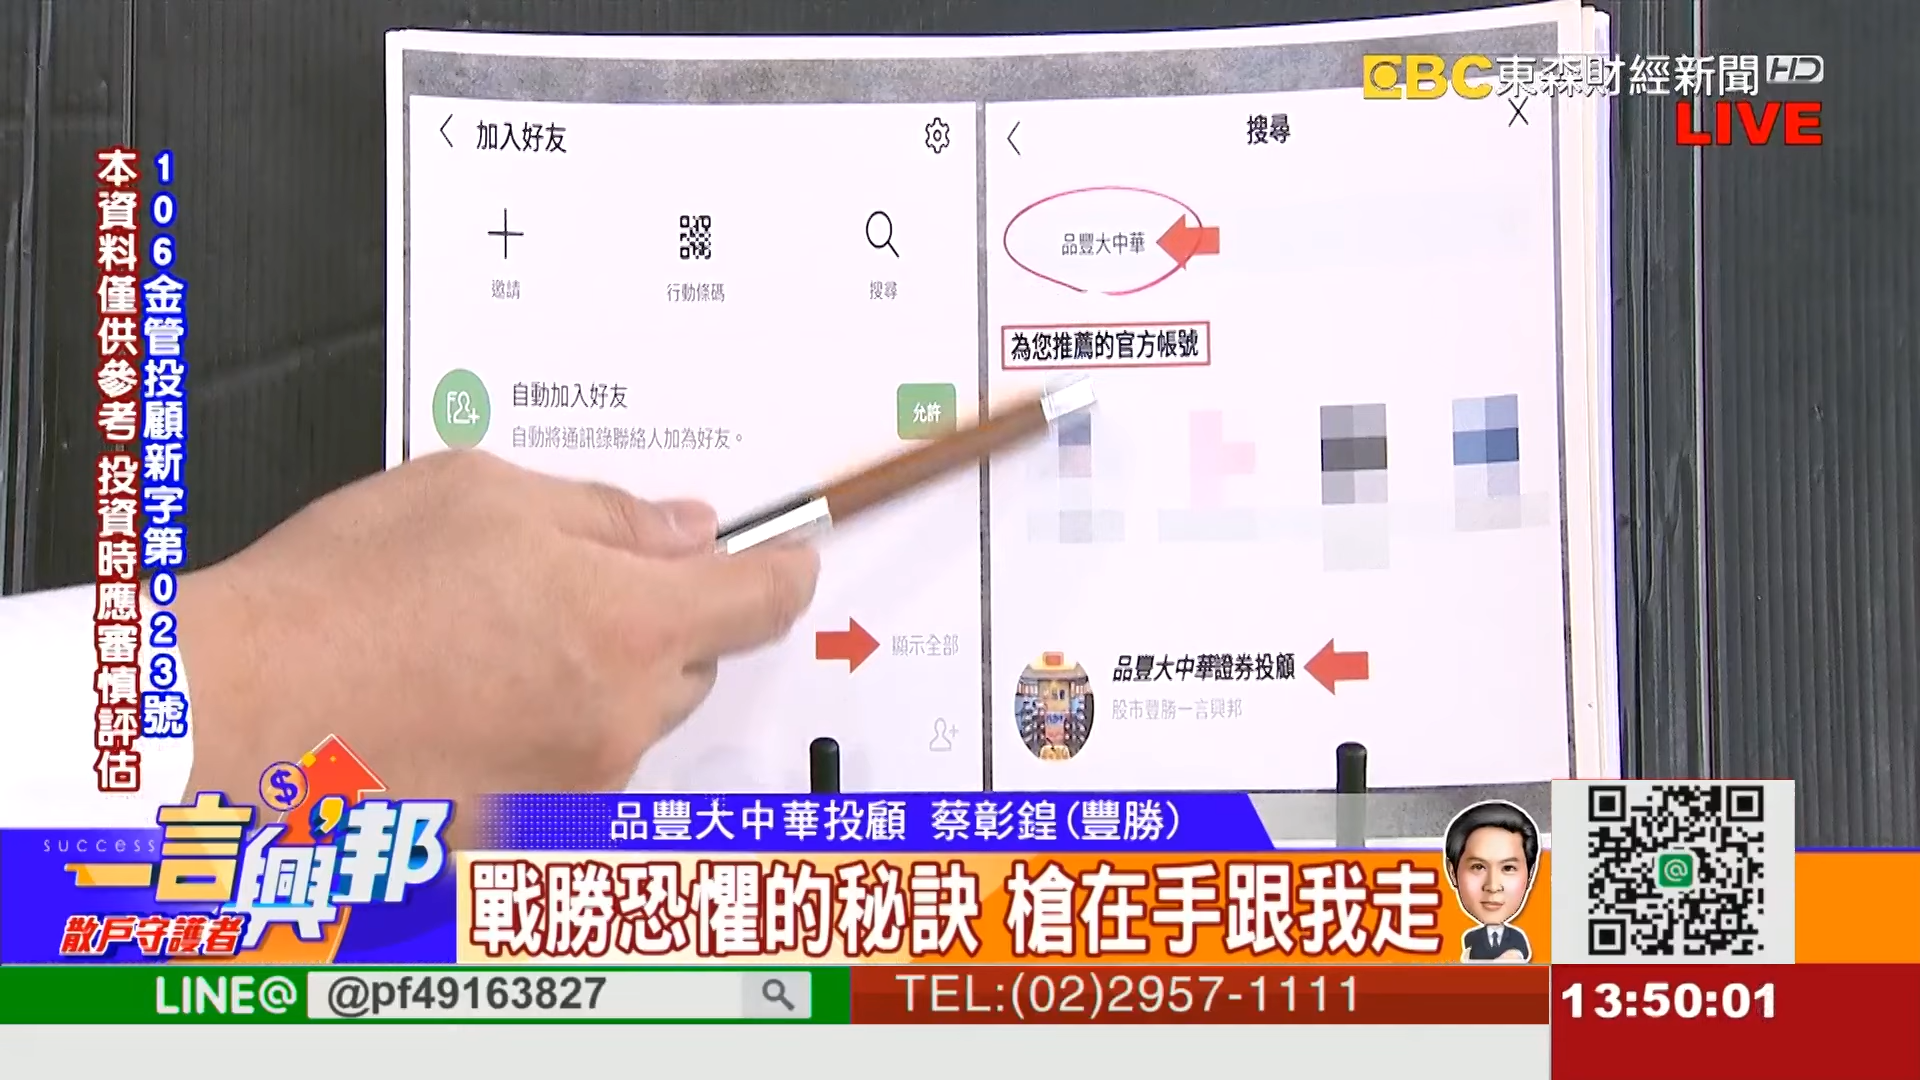 EBC東森財經新聞HD
LIVE
106金管投顧新字第023號
本資料僅供參考 投資時應審慎評估
加入好友
邀請
行動條碼
搜尋
自動加入好友
允許
自動將通訊錄聯絡人加為好友。
顯示全部
搜尋
品豐大中華
為您推薦的官方帳號
品豐大中華證券投顧
股市豐勝一言興邦
success
一言興邦
散戶守護者
品豐大中華投顧 蔡彰鍠(豐勝)
戰勝恐懼的秘訣 槍在手跟我走
LINE@ @pf49163827
TEL:(02)2957-1111
13:50:01